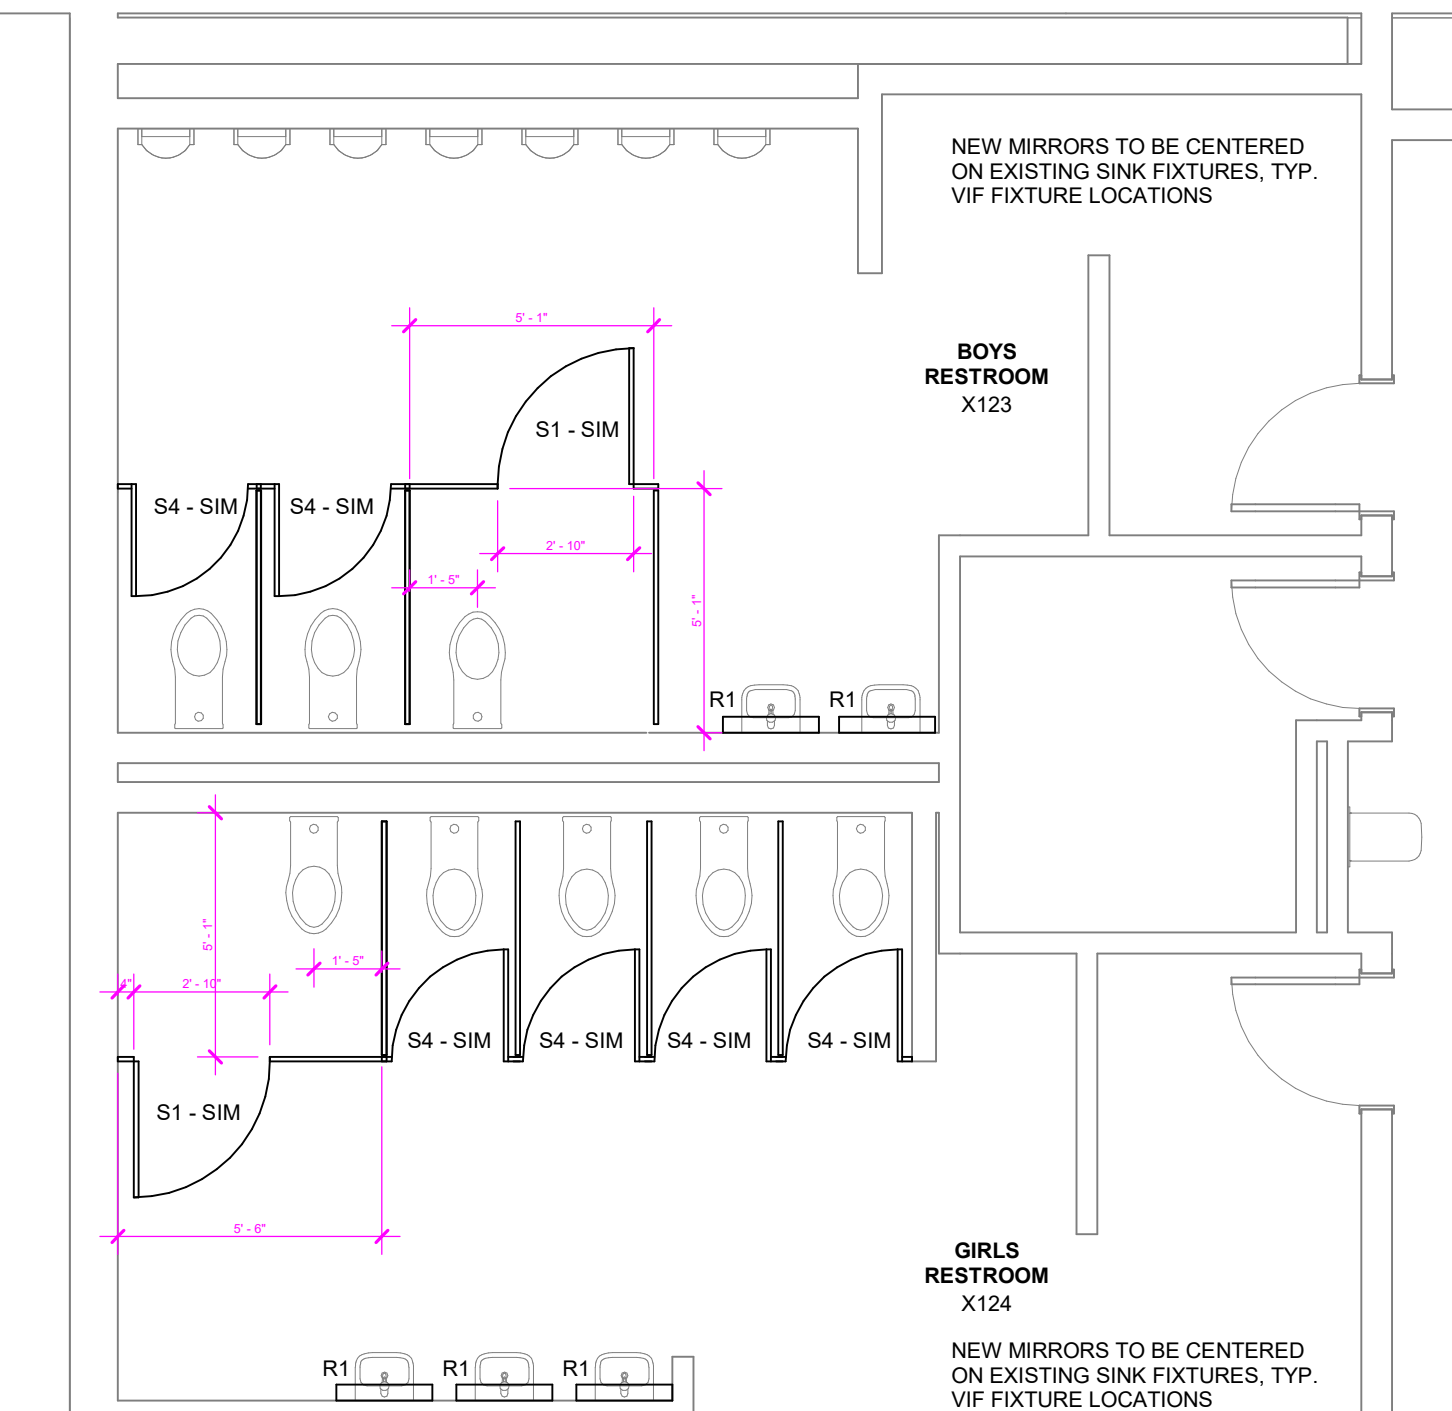 NEW MIRRORS TO BE CENTERED
ON EXISTING SINK FIXTURES, TYP.
VIF FIXTURE LOCATIONS
5' - 1"
BOYS
RESTROOM
X123
S1 - SIM
S4 - SIM
S4 - SIM
2' - 10"
1' - 5"
5' - 1"
R1
R1
5' - 1"
1' - 5"
4"
2' - 10"
S4 - SIM
S4 - SIM
S4 - SIM
S4 - SIM
S1 - SIM
5' - 6"
GIRLS
RESTROOM
X124
NEW MIRRORS TO BE CENTERED
ON EXISTING SINK FIXTURES, TYP.
VIF FIXTURE LOCATIONS
R1
R1
R1